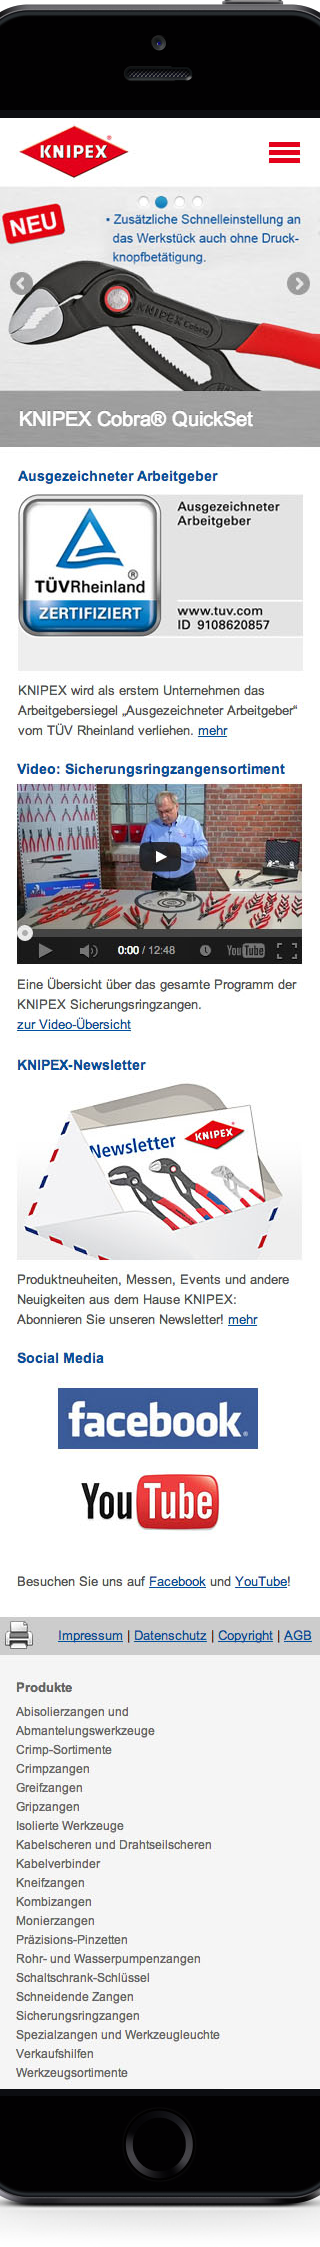 KNIPEX®
NEU
• Zusätzliche Schnelleinstellung an
das Werkstück auch ohne Druck-
knopfbetätigung.
KNIPEX Cobra
KNIPEX Cobra® QuickSet
Ausgezeichneter Arbeitgeber
Ausgezeichneter
Arbeitgeber
TÜVRheinland®
ZERTIFIZIERT
www.tuv.com
ID 9108620857
KNIPEX wird als erstem Unternehmen das
Arbeitgebersiegel „Ausgezeichneter Arbeitgeber“
vom TÜV Rheinland verliehen. mehr
Video: Sicherungsringzangensortiment
0:00 / 12:48
YouTube
Eine Übersicht über das gesamte Programm der
KNIPEX Sicherungsringzangen.
zur Video-Übersicht
KNIPEX-Newsletter
Newsletter
KNIPEX
Produktneuheiten, Messen, Events und andere
Neuigkeiten aus dem Hause KNIPEX:
Abonnieren Sie unseren Newsletter! mehr
Social Media
facebook®
YouTube
Besuchen Sie uns auf Facebook und YouTube!
Impressum | Datenschutz | Copyright | AGB
Produkte
Abisolierzangen und
Abmantelungswerkzeuge
Crimp-Sortimente
Crimpzangen
Greifzangen
Gripzangen
Isolierte Werkzeuge
Kabelscheren und Drahtseilscheren
Kabelverbinder
Kneifzangen
Kombizangen
Monierzangen
Präzisions-Pinzetten
Rohr- und Wasserpumpenzangen
Schaltschrank-Schlüssel
Schneidende Zangen
Sicherungsringzangen
Spezialzangen und Werkzeugleuchte
Verkaufshilfen
Werkzeugsortimente